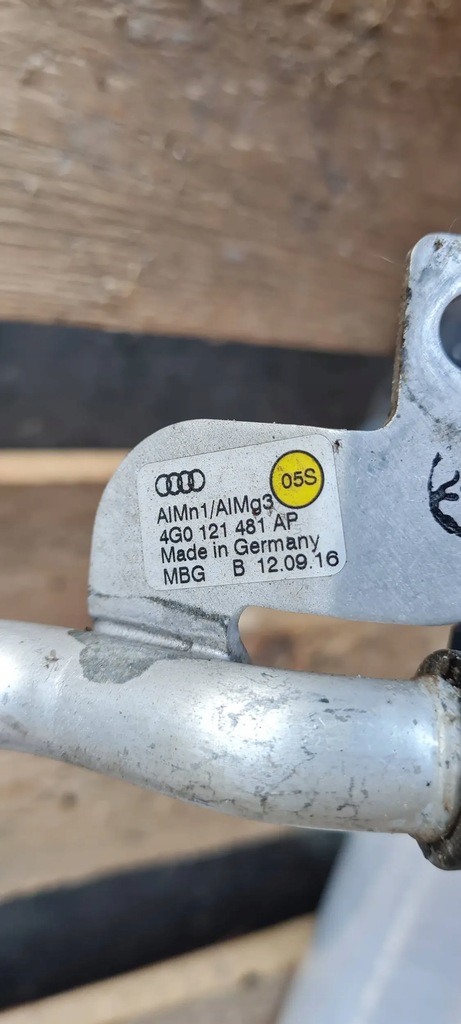 05S
AlMn1/AlMg3
4G0 121 481 AP
Made in Germany
MBG B 12.09.16